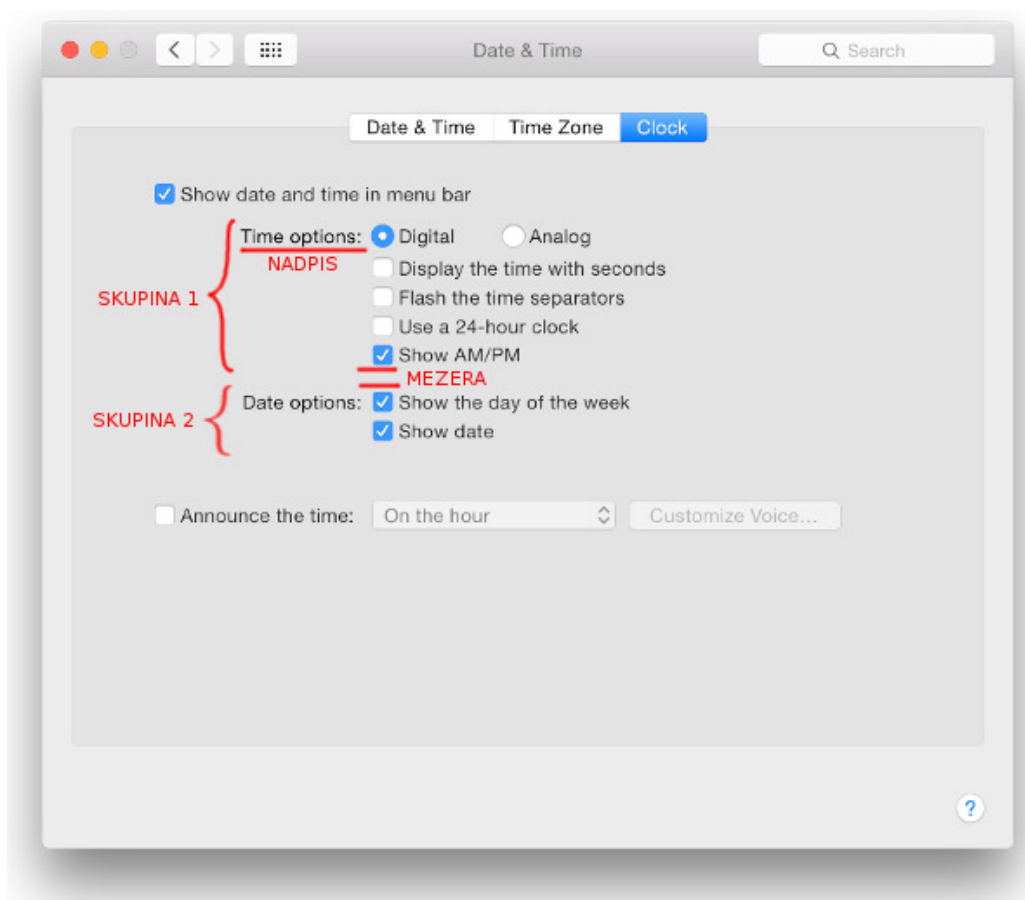 Date & Time
Search
Date & Time Time Zone Clock
Show date and time in menu bar
Time options: Digital Analog
NADPIS
Display the time with seconds
SKUPINA 1
Flash the time separators
Use a 24-hour clock
Show AM/PM
MEZERA
Date options: Show the day of the week
SKUPINA 2
Show date
Announce the time: On the hour Customize Voice...
?